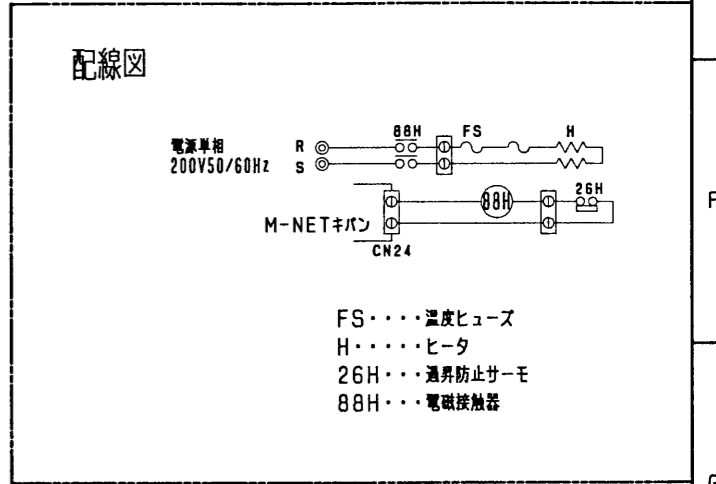 配線図
88H FS H
電源単相 R
200V50/60Hz S
26H
88H
M-NETキバン
CN24
FS････温度ヒューズ
H･････ヒータ
26H･･･過昇防止サーモ
88H･･･電磁接触器
F